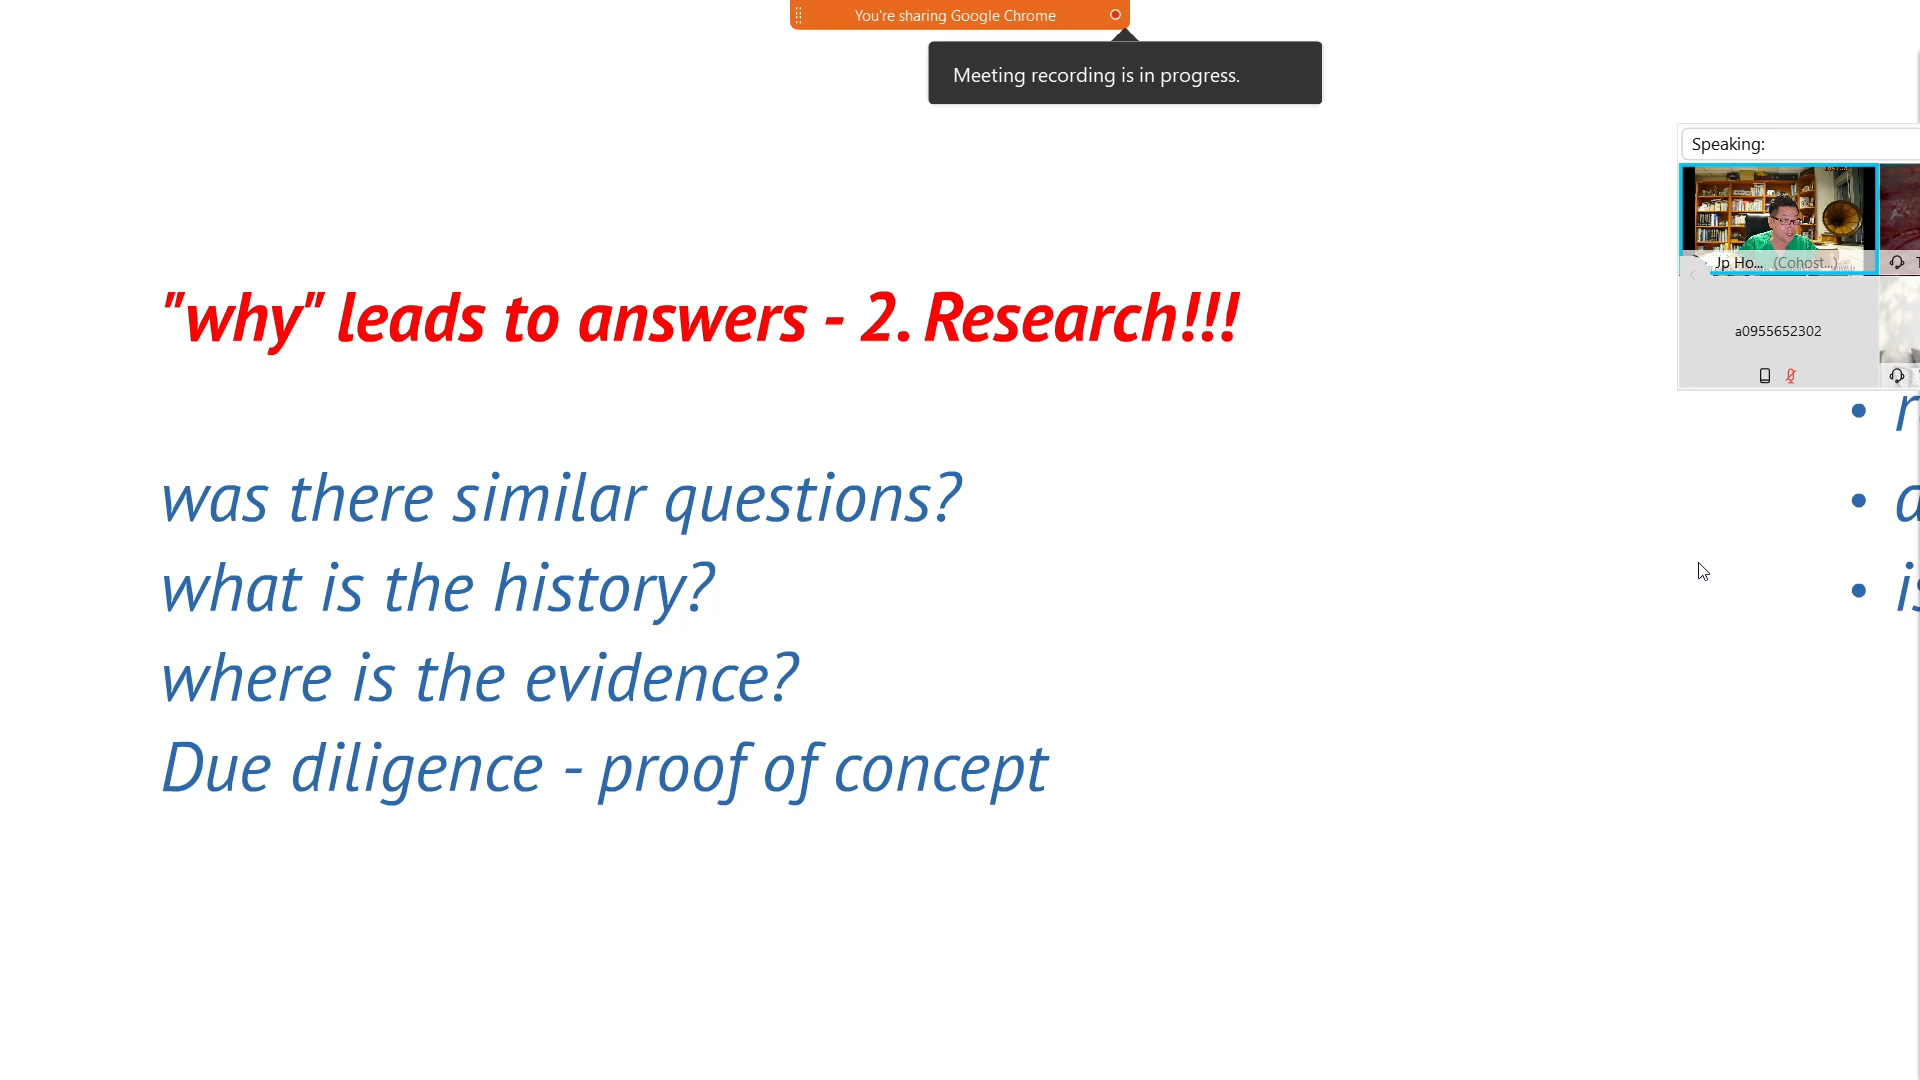 You're sharing Google Chrome
Meeting recording is in progress.
Speaking:
Jp Ho... (Cohost...)
a0955652302
"why" leads to answers - 2. Research!!!
was there similar questions?
what is the history?
where is the evidence?
Due diligence - proof of concept